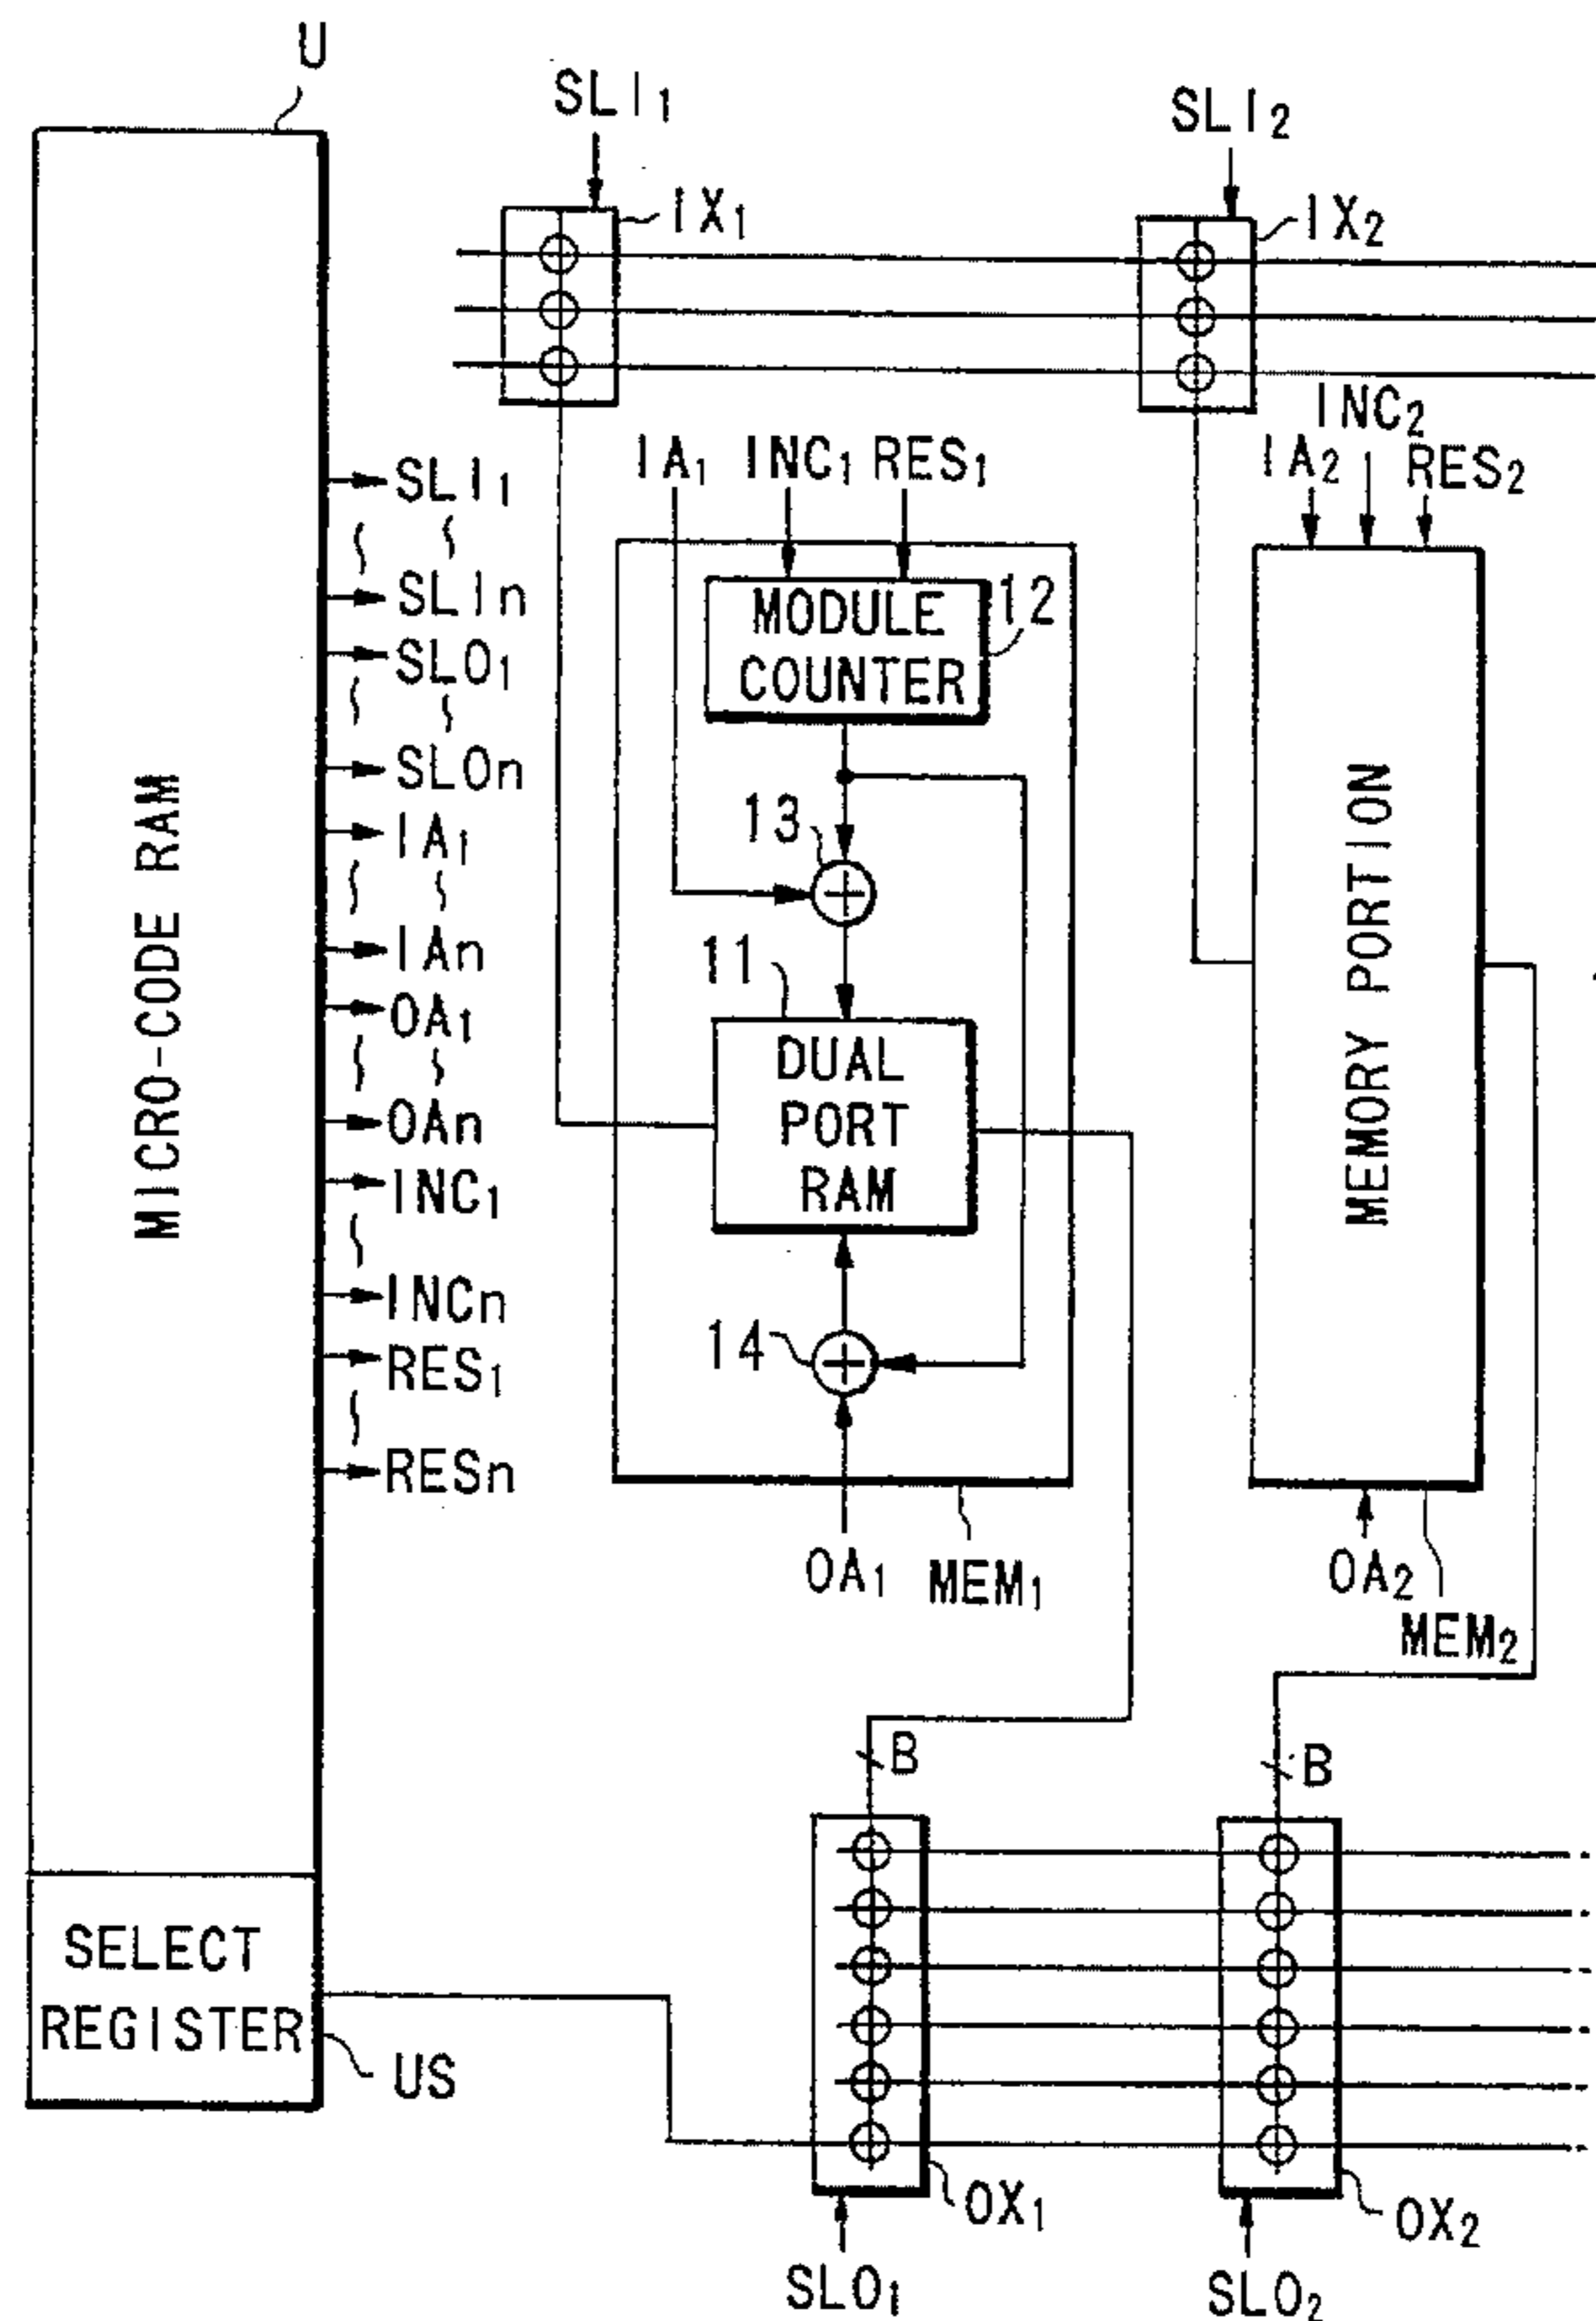 U
SLI1
SLI2
IX1
IX2
INC2
IA1 INC1 RES1
IA2
RES2
SLI1
SLIn
SLO1
SLOn
IA1
IAn
OA1
OAn
INC1
INCn
RES1
RESn
MICRO-CODE RAM
MODULE
COUNTER
12
13
11
DUAL
PORT
RAM
14
MEMORY PORTION
OA1
MEM1
OA2
MEM2
B
B
SELECT
REGISTER
US
OX1
OX2
SLO1
SLO2